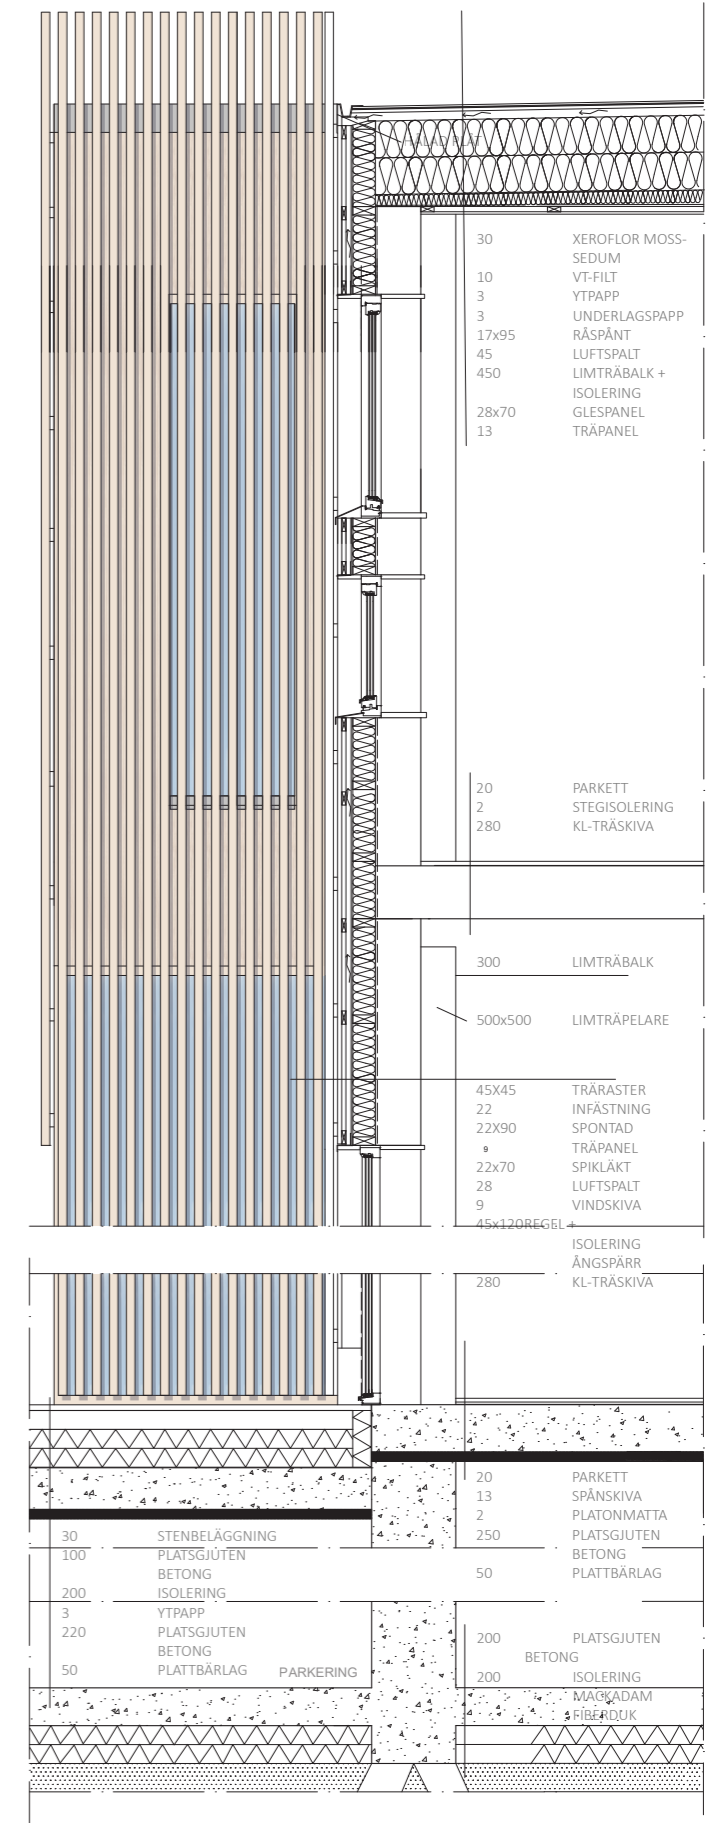 HÅLAD PLÅT
30 XEROFLOR MOSS-
SEDUM
10 VT-FILT
3 YTPAPP
3 UNDERLAGSPAPP
17x95 RÅSPÅNT
45 LUFTSPALT
450 LIMTRÄBALK +
ISOLERING
28x70 GLESPANEL
13 TRÄPANEL
20 PARKETT
2 STEGISOLERING
280 KL-TRÄSKIVA
300 LIMTRÄBALK
500x500 LIMTRÄPELARE
45X45 TRÄRASTER
22 INFÄSTNING
22X90 SPONTAD
9 TRÄPANEL
22x70 SPIKLÄKT
28 LUFTSPALT
9 VINDSKIVA
45x120REGEL +
ISOLERING
ÅNGSPÄRR
280 KL-TRÄSKIVA
20 PARKETT
13 SPÅNSKIVA
2 PLATONMATTA
250 PLATSGJUTEN
BETONG
50 PLATTBÄRLAG
30 STENBELÄGGNING
100 PLATSGJUTEN
BETONG
200 ISOLERING
3 YTPAPP
220 PLATSGJUTEN
BETONG
50 PLATTBÄRLAG
PARKERING
200 PLATSGJUTEN
BETONG
200 ISOLERING
MACKADAM
FIBERDUK